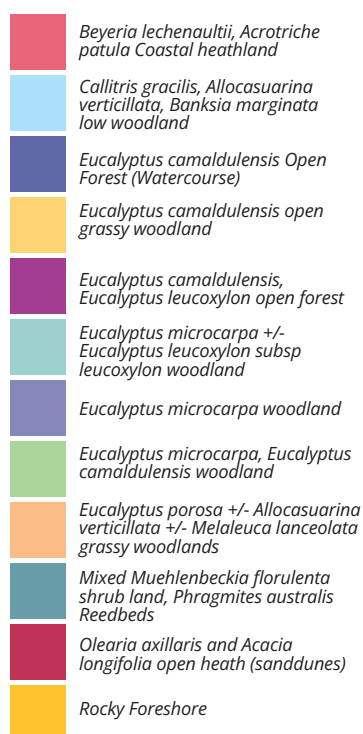 Beyeria lechenaultii, Acrotriche
patula Coastal heathland
Callitris gracilis, Allocasuarina
verticillata, Banksia marginata
low woodland
Eucalyptus camaldulensis Open
Forest (Watercourse)
Eucalyptus camaldulensis open
grassy woodland
Eucalyptus camaldulensis,
Eucalyptus leucoxylon open forest
Eucalyptus microcarpa +/-
Eucalyptus leucoxylon subsp
leucoxylon woodland
Eucalyptus microcarpa woodland
Eucalyptus microcarpa, Eucalyptus
camaldulensis woodland
Eucalyptus porosa +/- Allocasuarina
verticillata +/- Melaleuca lanceolata
grassy woodlands
Mixed Muehlenbeckia florulenta
shrub land, Phragmites australis
Reedbeds
Olearia axillaris and Acacia
longifolia open heath (sanddunes)
Rocky Foreshore